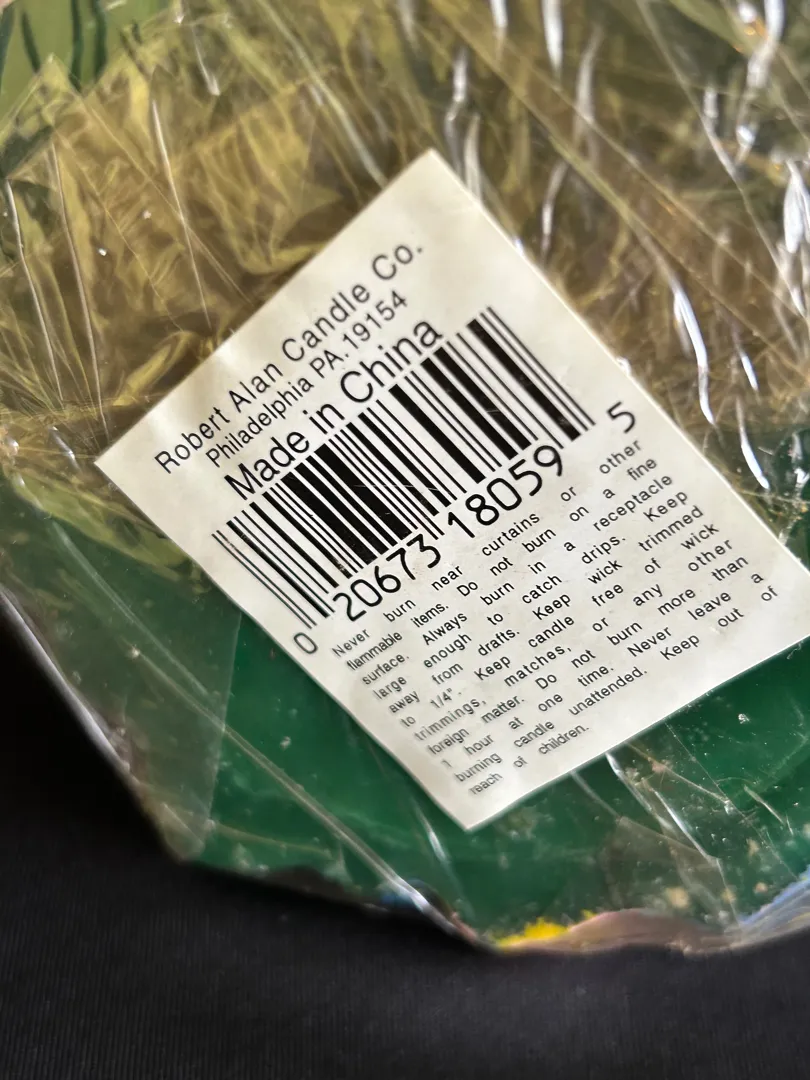 Robert Alan Candle Co.
Philadelphia PA. 19154
Made in China
0 20673 18059 5
Never burn near curtains or other
flammable items. Do not burn on a fine
surface. Always burn in a receptacle
large enough to catch drips. Keep
away from drafts. Keep wick trimmed
to 1/4". Keep candle free of wick
trimmings, matches, or any other
foreign matter. Do not burn more than
1 hour at one time. Never leave a
burning candle unattended. Keep out of
reach of children.